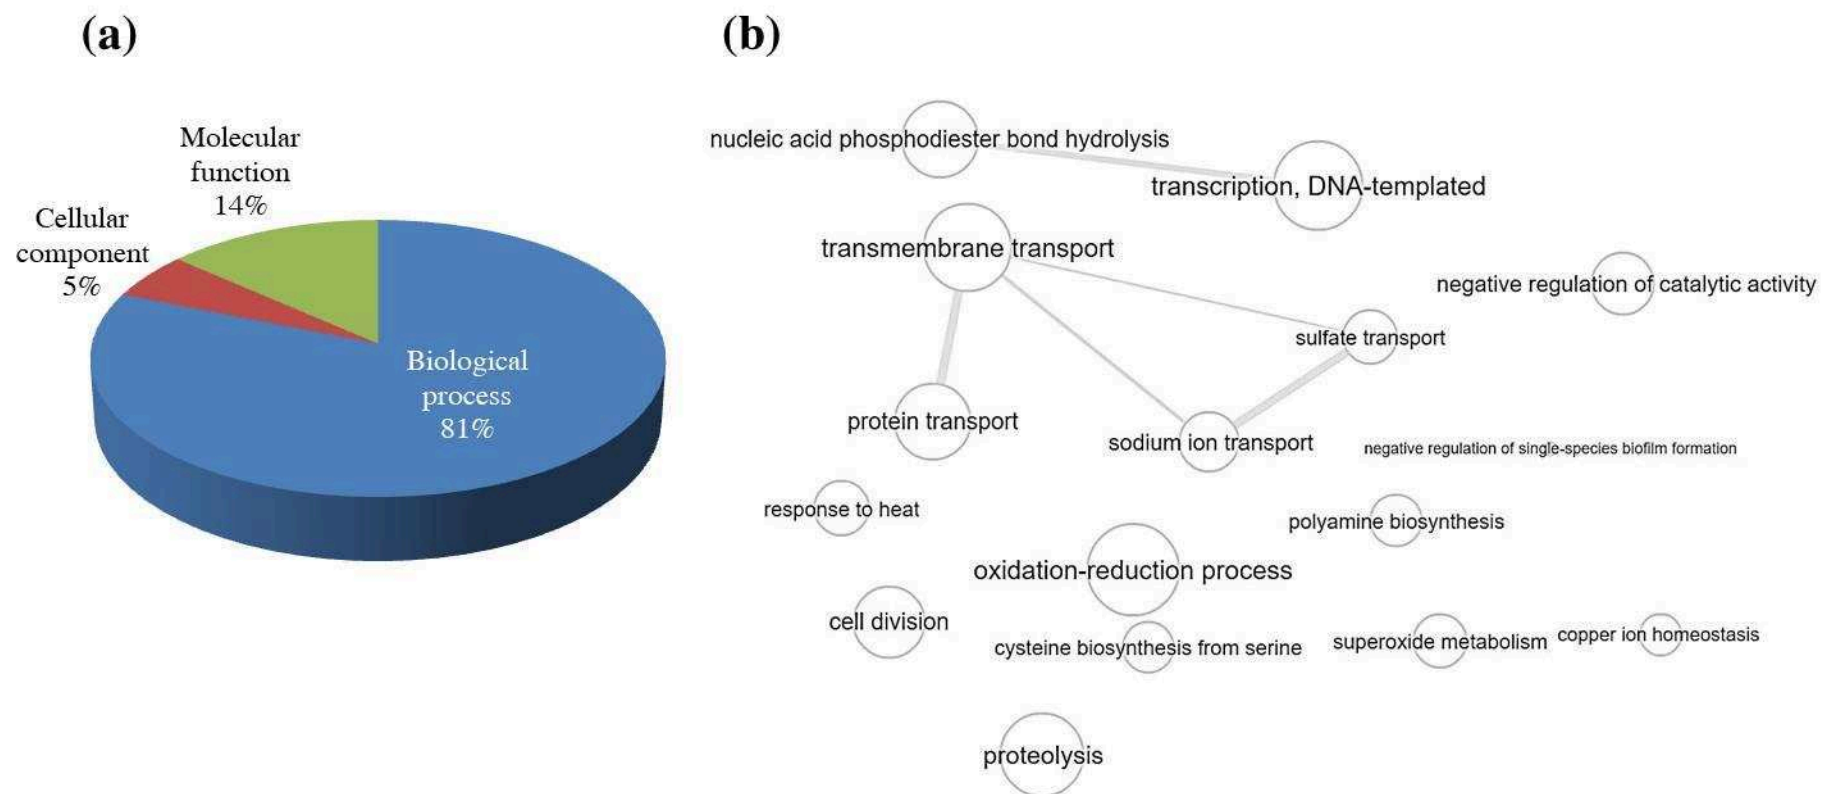 (a)
Molecular
function
14%
Cellular
component
5%
Biological
process
81%
(b)
nucleic acid phosphodiester bond hydrolysis
transcription, DNA-templated
transmembrane transport
negative regulation of catalytic activity
sulfate transport
protein transport
sodium ion transport
negative regulation of single-species biofilm formation
response to heat
polyamine biosynthesis
oxidation-reduction process
cell division
cysteine biosynthesis from serine
superoxide metabolism
copper ion homeostasis
proteolysis